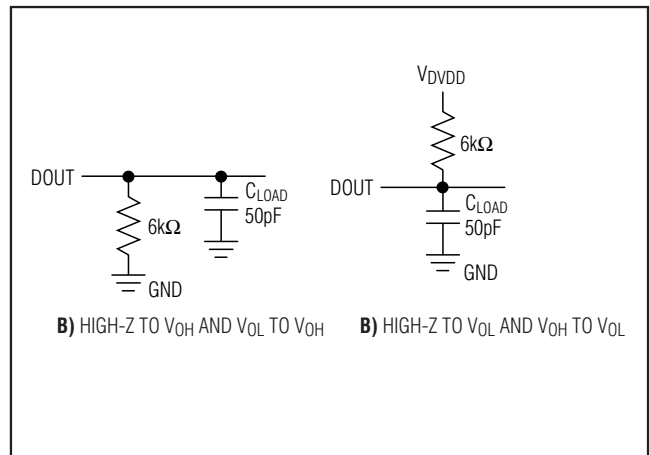 DOUT
6kΩ
CLOAD
50pF
GND
B) HIGH-Z TO VOH AND VOL TO VOH
VDVDD
6kΩ
DOUT
CLOAD
50pF
GND
B) HIGH-Z TO VOL AND VOH TO VOL